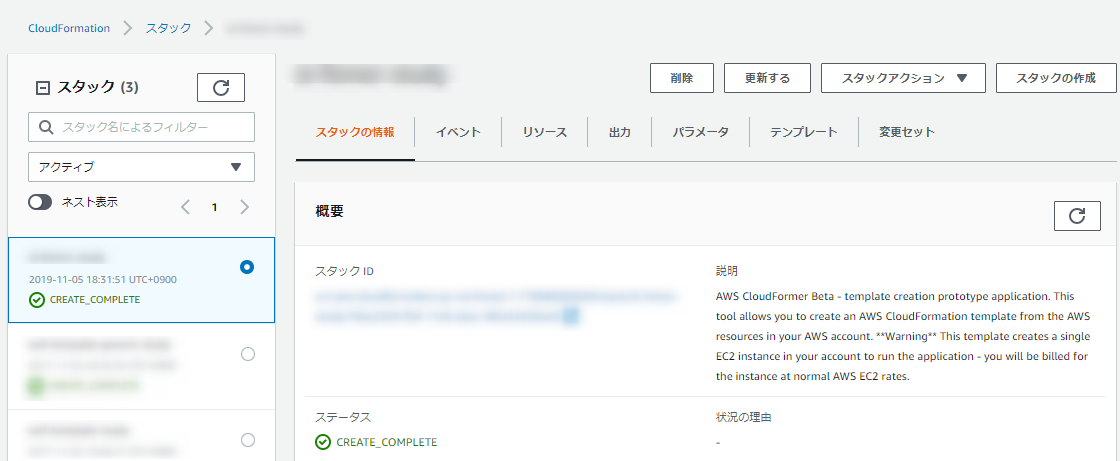 CloudFormation
スタック
スタック (3)
スタック名によるフィルター
アクティブ
ネスト表示
1
2019-11-05 18:31:51 UTC+0900
CREATE_COMPLETE
削除
更新する
スタックアクション
スタックの作成
スタックの情報
イベント
リソース
出力
パラメータ
テンプレート
変更セット
概要
スタック ID
説明
AWS CloudFormer Beta - template creation prototype application. This
tool allows you to create an AWS CloudFormation template from the AWS
resources in your AWS account. **Warning** This template creates a single
EC2 instance in your account to run the application - you will be billed for
the instance at normal AWS EC2 rates.
ステータス
CREATE_COMPLETE
状況の理由
-